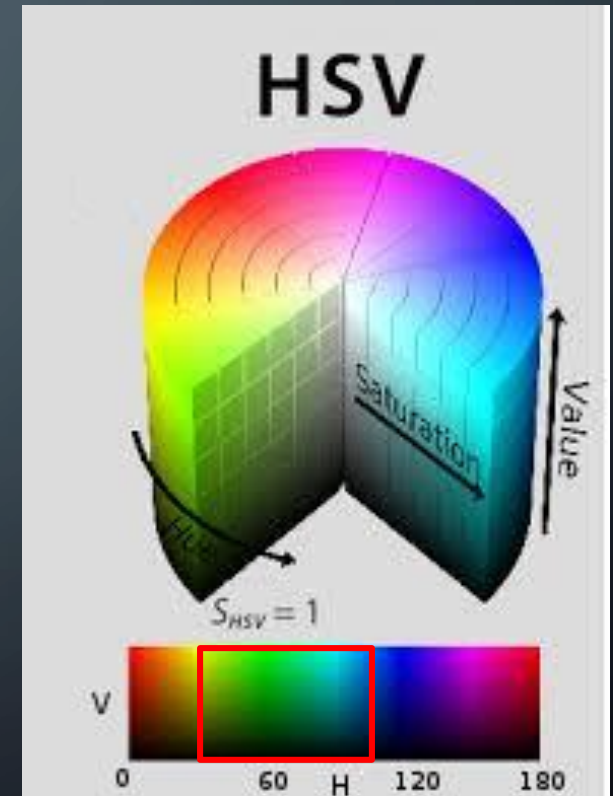 HSV
Saturation
Value
Hue
S_HSV = 1
V
0 60 H 120 180